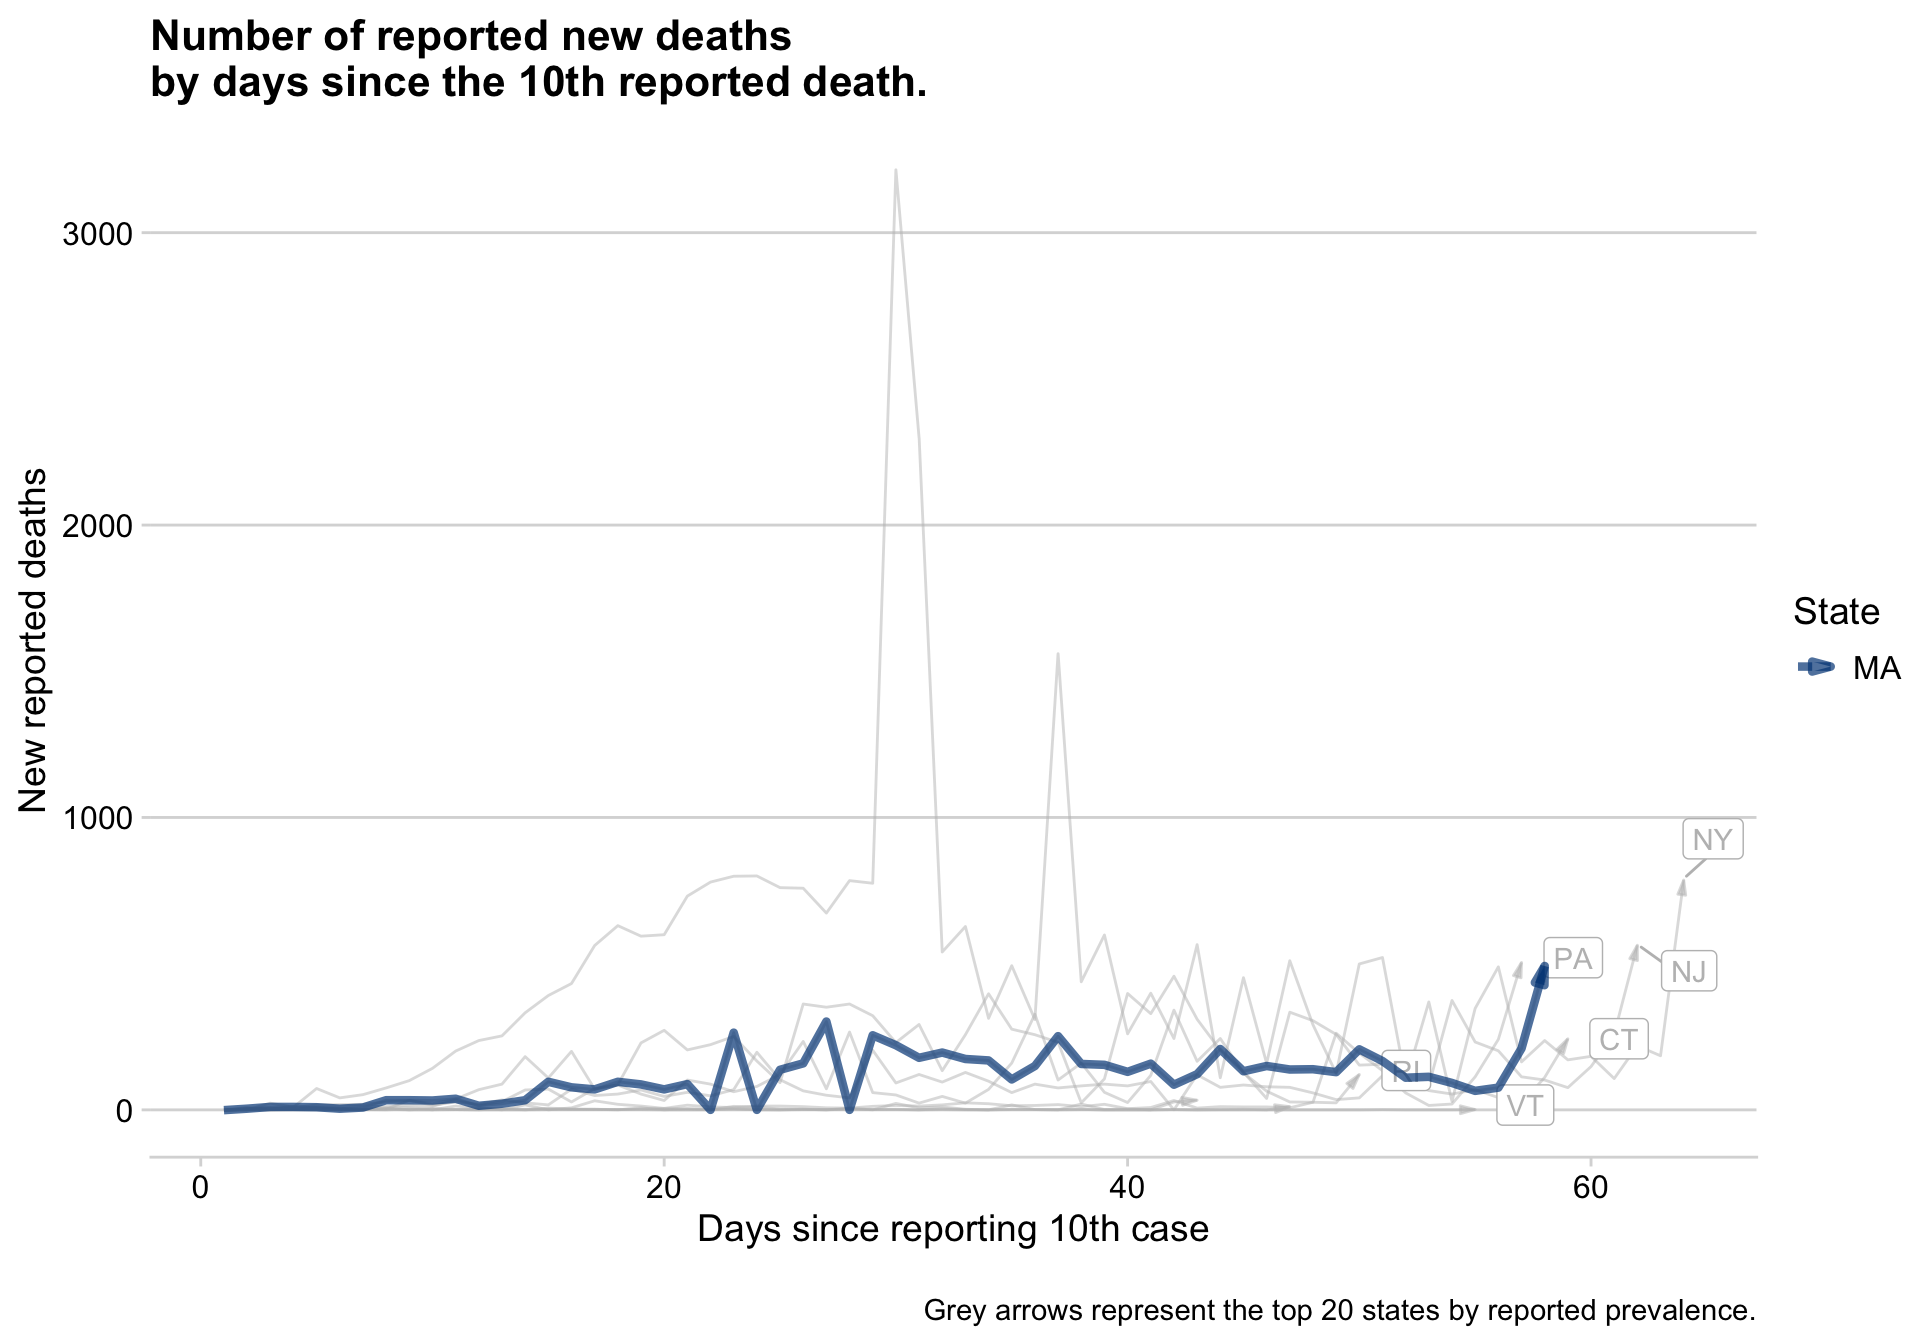 Number of reported new deaths
by days since the 10th reported death.
New reported deaths
3000
2000
1000
0
NY
PA
NJ
CT
RI
VT
State
MA
0
20
40
60
Days since reporting 10th case
Grey arrows represent the top 20 states by reported prevalence.